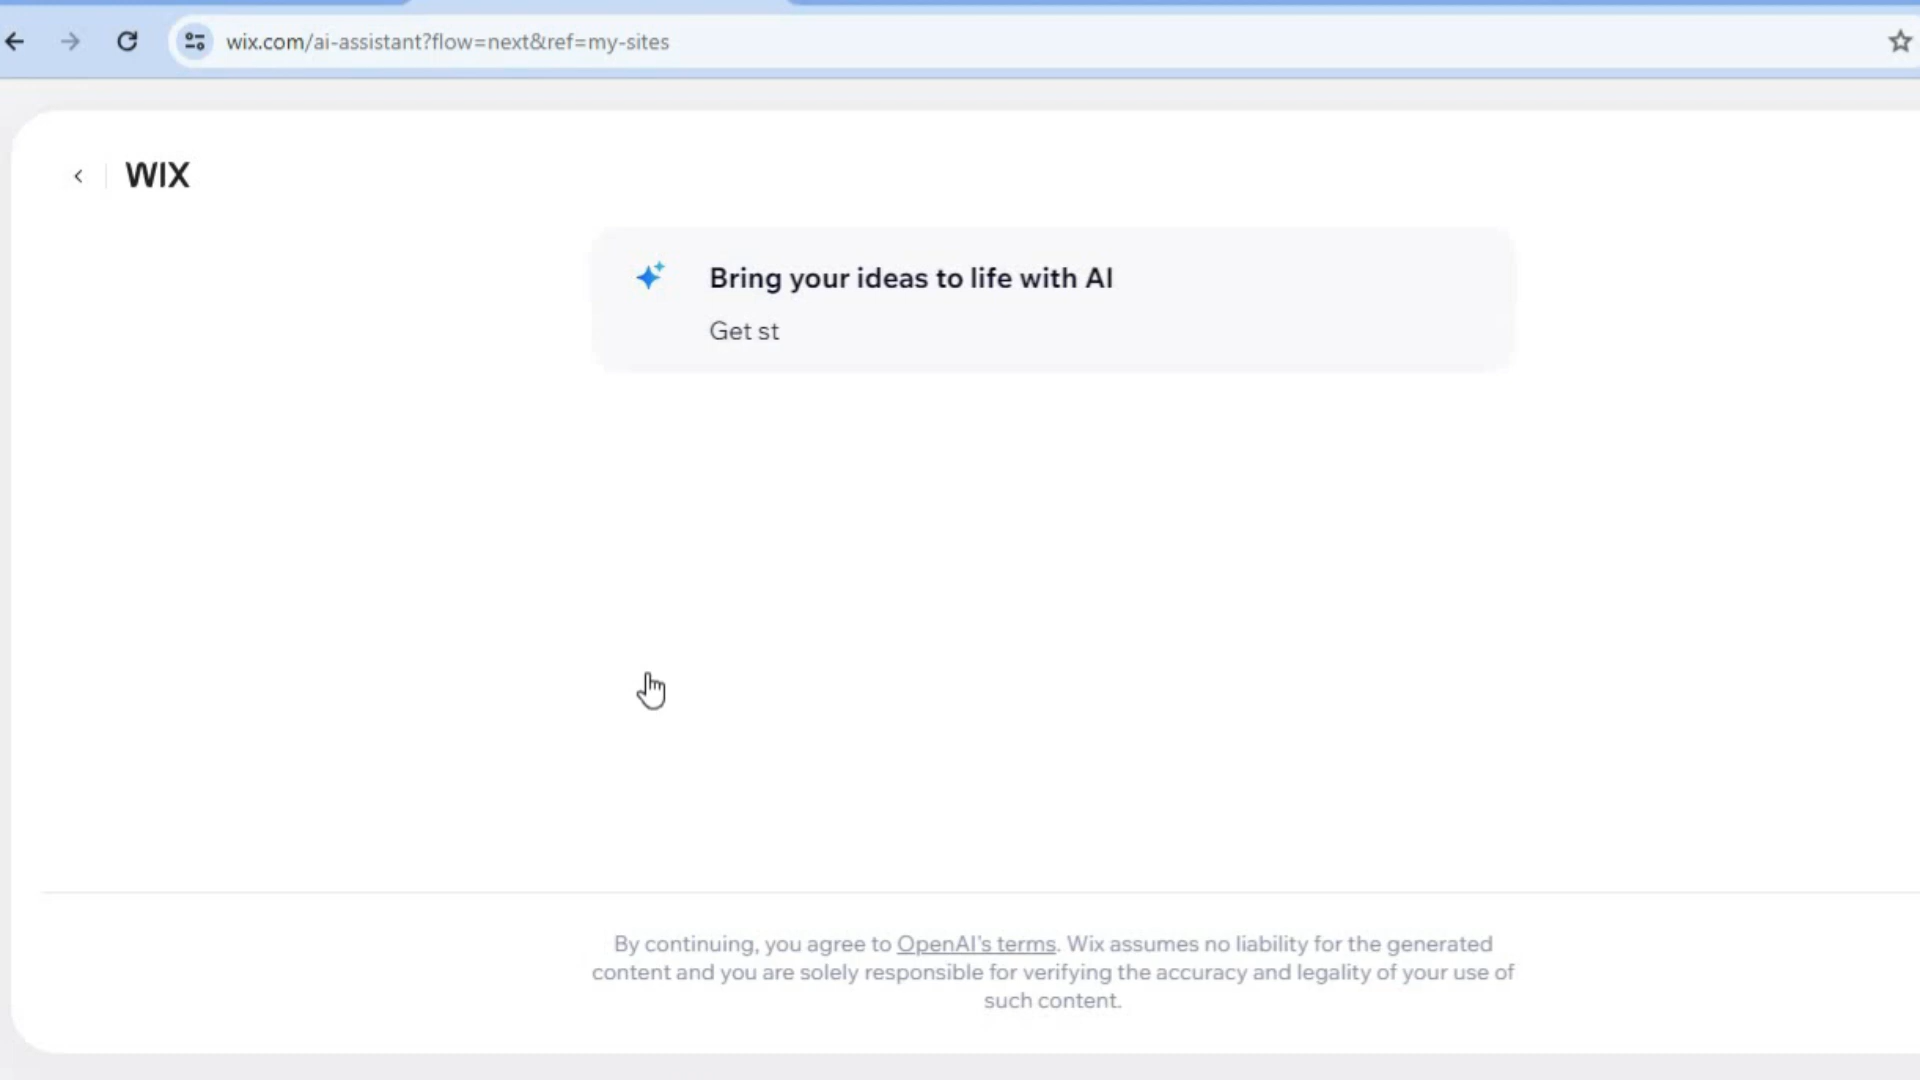 wix.com/ai-assistant?flow=next&ref=my-sites
WIX
Bring your ideas to life with AI
Get st
By continuing, you agree to OpenAI's terms. Wix assumes no liability for the generated
content and you are solely responsible for verifying the accuracy and legality of your use of
such content.